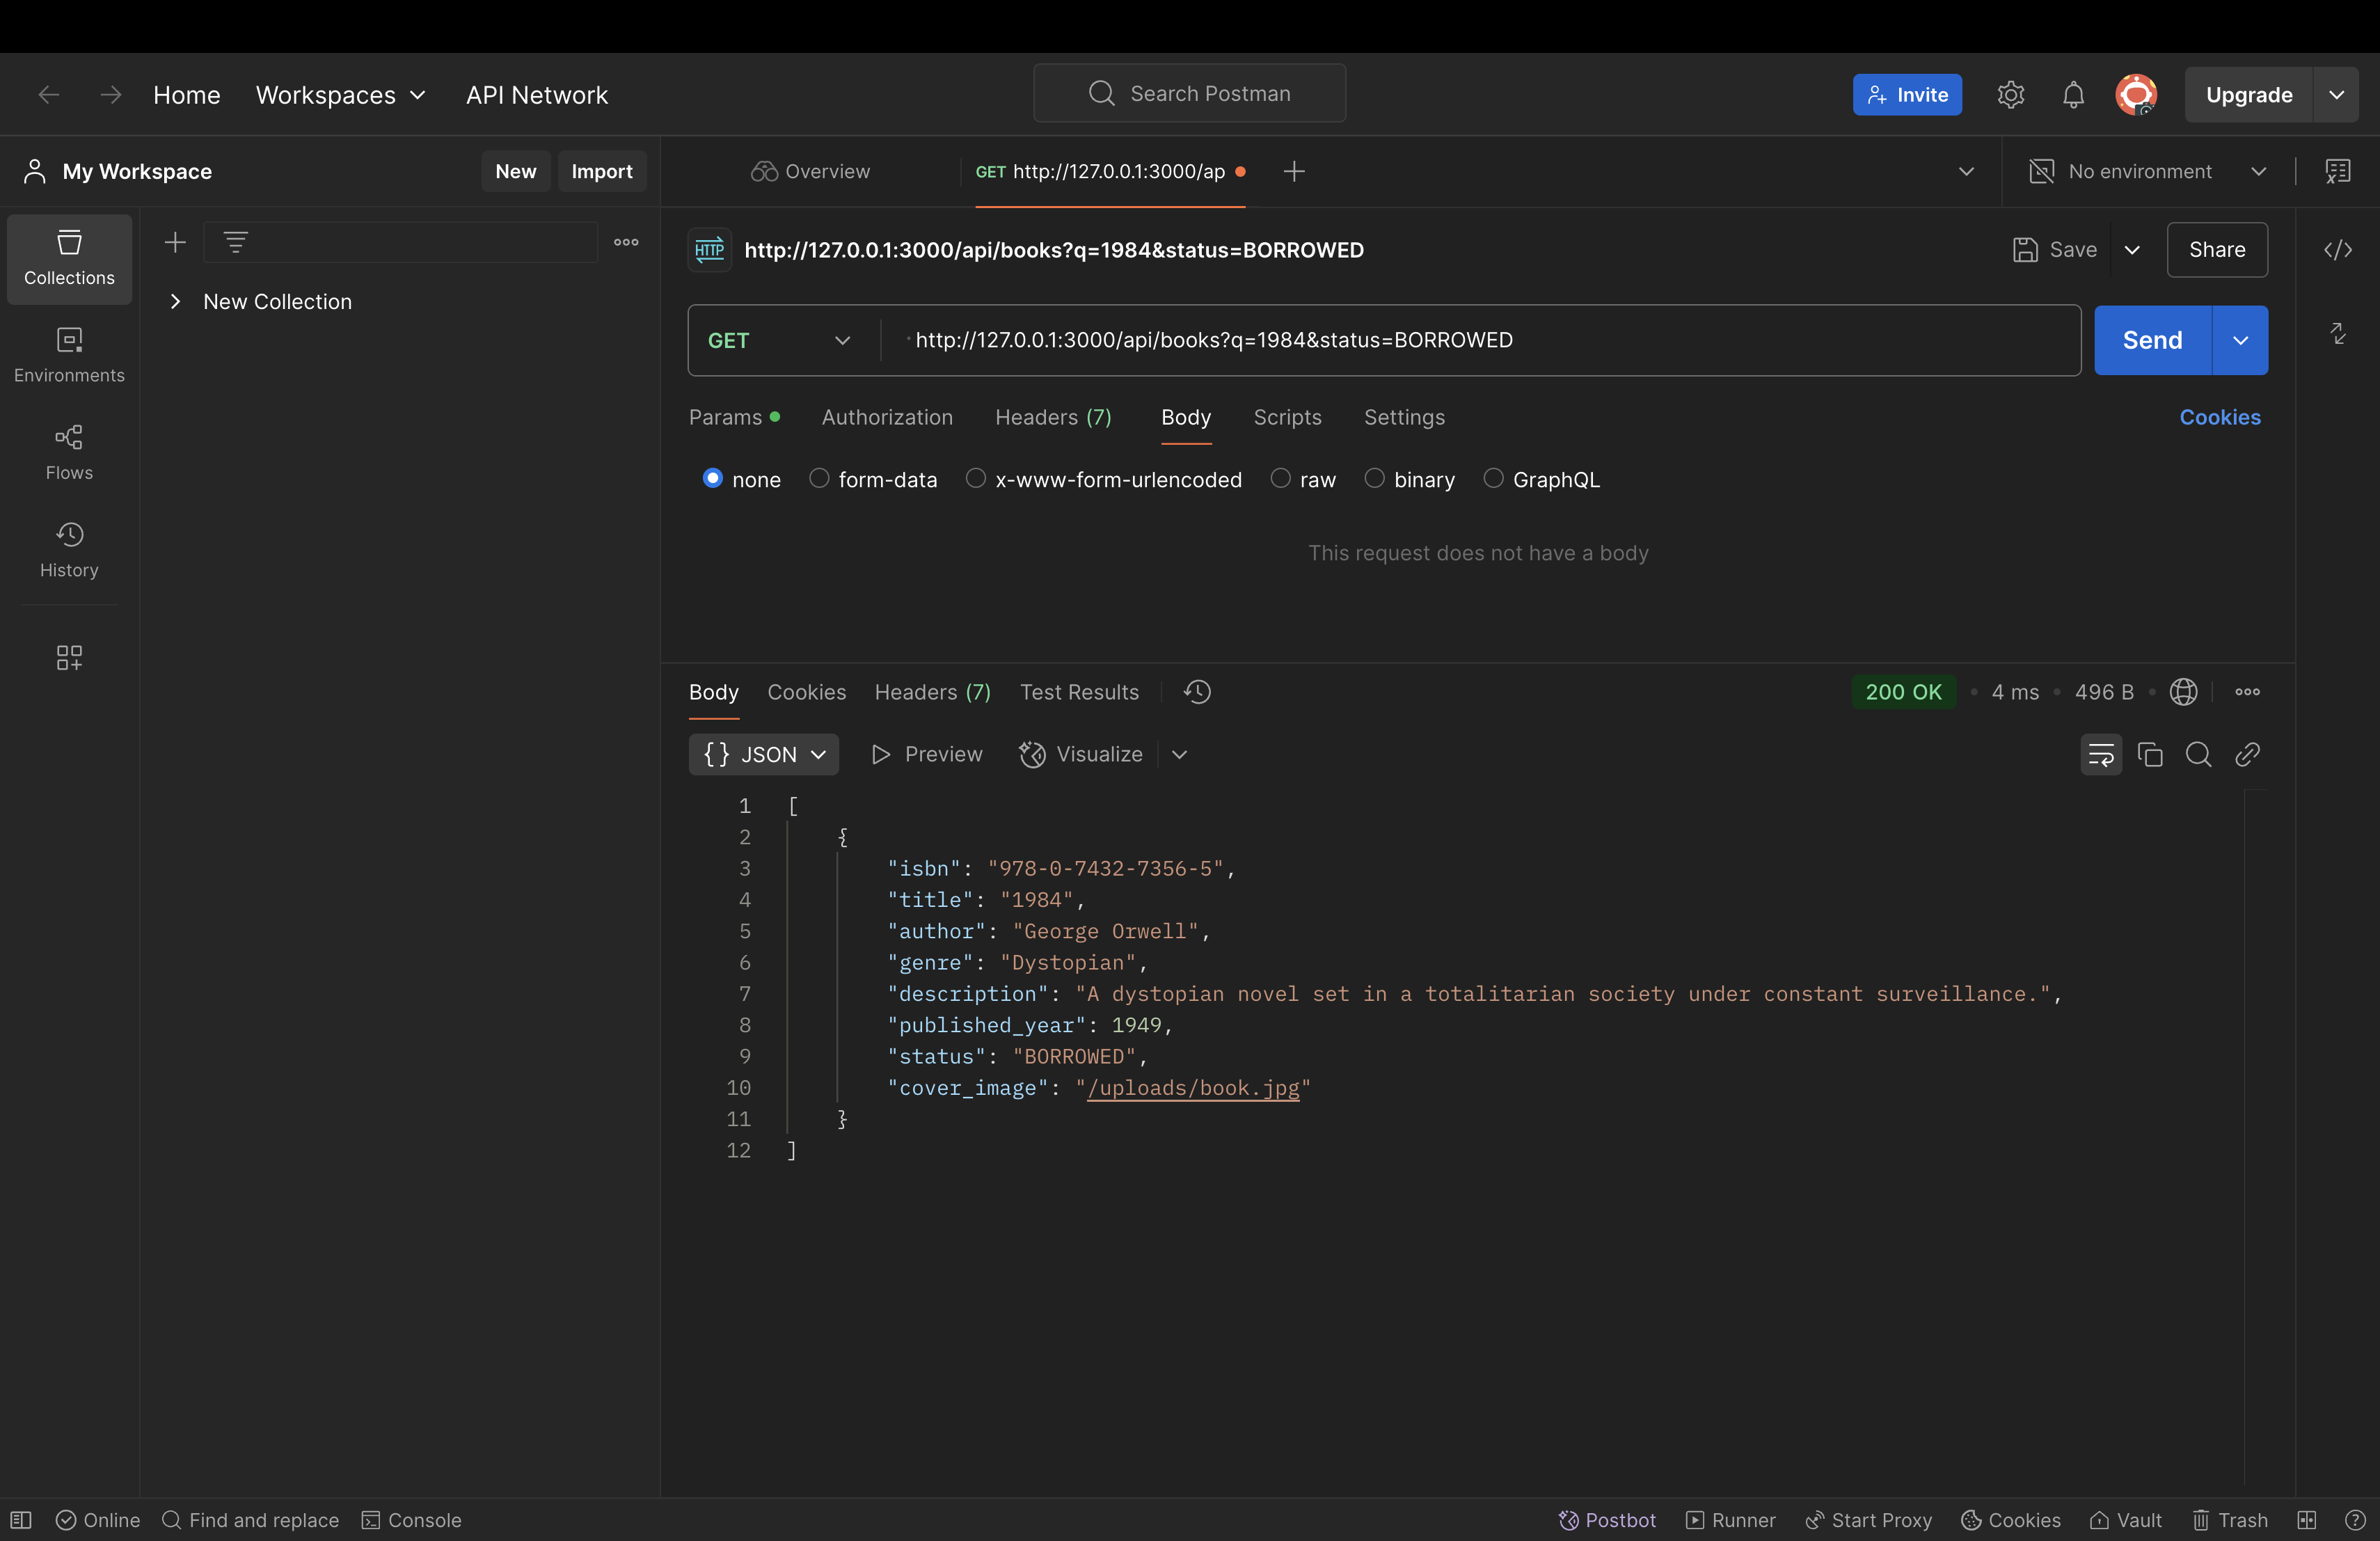 Home Workspaces API Network
Search Postman
Invite
Upgrade
My Workspace
New Import
Overview
GET http://127.0.0.1:3000/ap
No environment
Collections
New Collection
Environments
Flows
History
HTTP http://127.0.0.1:3000/api/books?q=1984&status=BORROWED
Save Share
GET http://127.0.0.1:3000/api/books?q=1984&status=BORROWED
Send
Params Authorization Headers (7) Body Scripts Settings
Cookies
none form-data x-www-form-urlencoded raw binary GraphQL
This request does not have a body
Body Cookies Headers (7) Test Results
200 OK • 4 ms • 496 B •
{} JSON Preview Visualize
1 [
2 {
3 "isbn": "978-0-7432-7356-5",
4 "title": "1984",
5 "author": "George Orwell",
6 "genre": "Dystopian",
7 "description": "A dystopian novel set in a totalitarian society under constant surveillance.",
8 "published_year": 1949,
9 "status": "BORROWED",
10 "cover_image": "/uploads/book.jpg"
11 }
12 ]
Online Find and replace Console
Postbot Runner Start Proxy Cookies Vault Trash